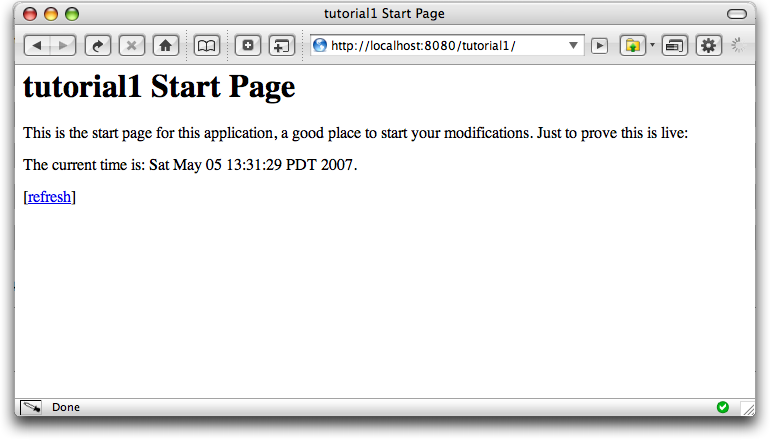 tutorial1 Start Page
http://localhost:8080/tutorial1/
tutorial1 Start Page
This is the start page for this application, a good place to start your modifications. Just to prove this is live:
The current time is: Sat May 05 13:31:29 PDT 2007.
[refresh]
Done